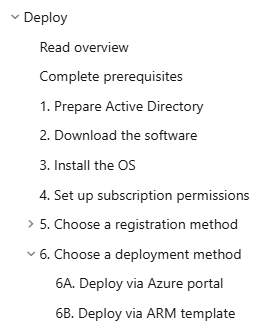 Deploy
Read overview
Complete prerequisites
1. Prepare Active Directory
2. Download the software
3. Install the OS
4. Set up subscription permissions
5. Choose a registration method
6. Choose a deployment method
6A. Deploy via Azure portal
6B. Deploy via ARM template